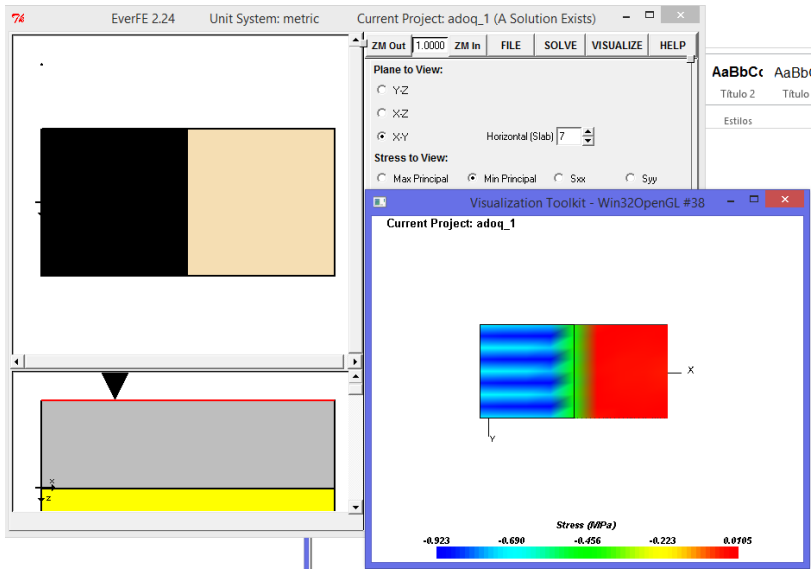 EverFE 2.24 Unit System: metric Current Project: adoq_1 (A Solution Exists)
ZM Out 1.0000 ZM In FILE SOLVE VISUALIZE HELP
Plane to View:
Y-Z
X-Z
X-Y Horizontal (Slab) 7
Stress to View:
Max Principal Min Principal Sxx Syy
AaBbCc AaBbC
Título 2 Título
Estilos
Visualization Toolkit - Win32OpenGL #38
Current Project: adoq_1
X
Y
Stress (MPa)
-0.923 -0.690 -0.456 -0.223 0.0105
x
z